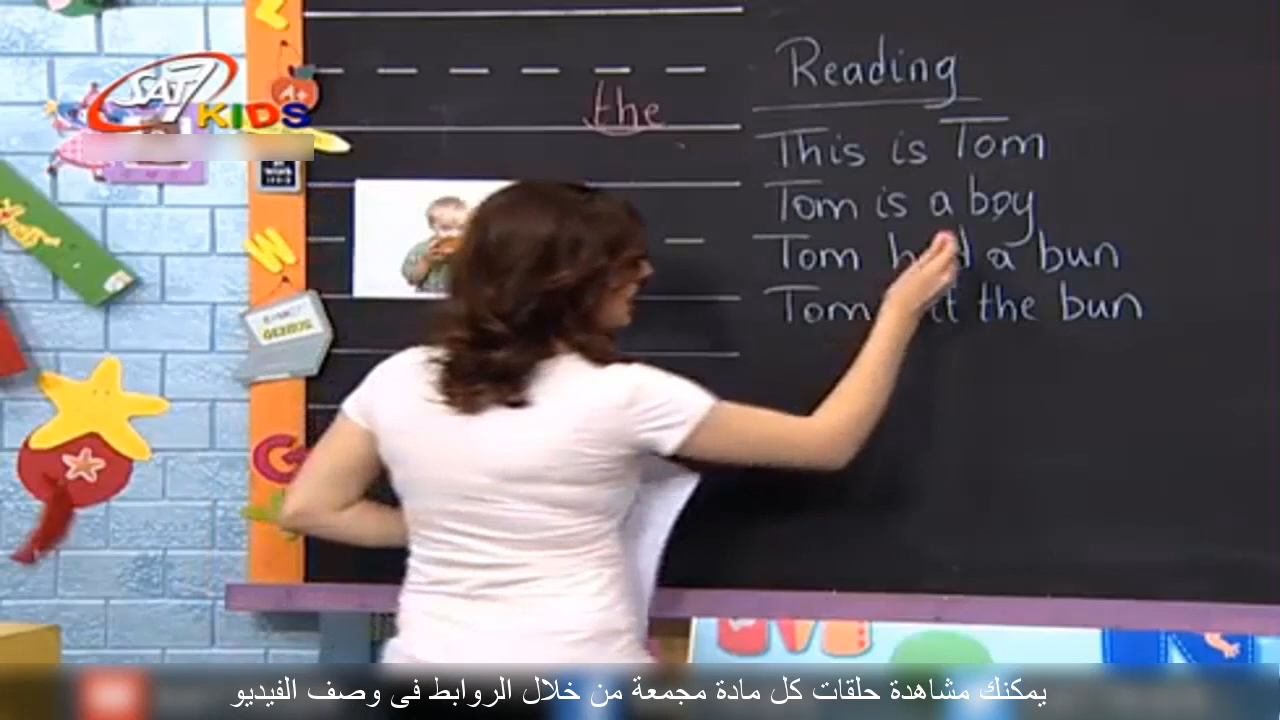 SAT7
KIDS
A+
the
Reading
This is Tom
Tom is a boy
Tom a bun
Tom the bun
GENIUS
يمكنك مشاهدة حلقات كل مادة مجمعة من خلال الروابط فى وصف الفيديو